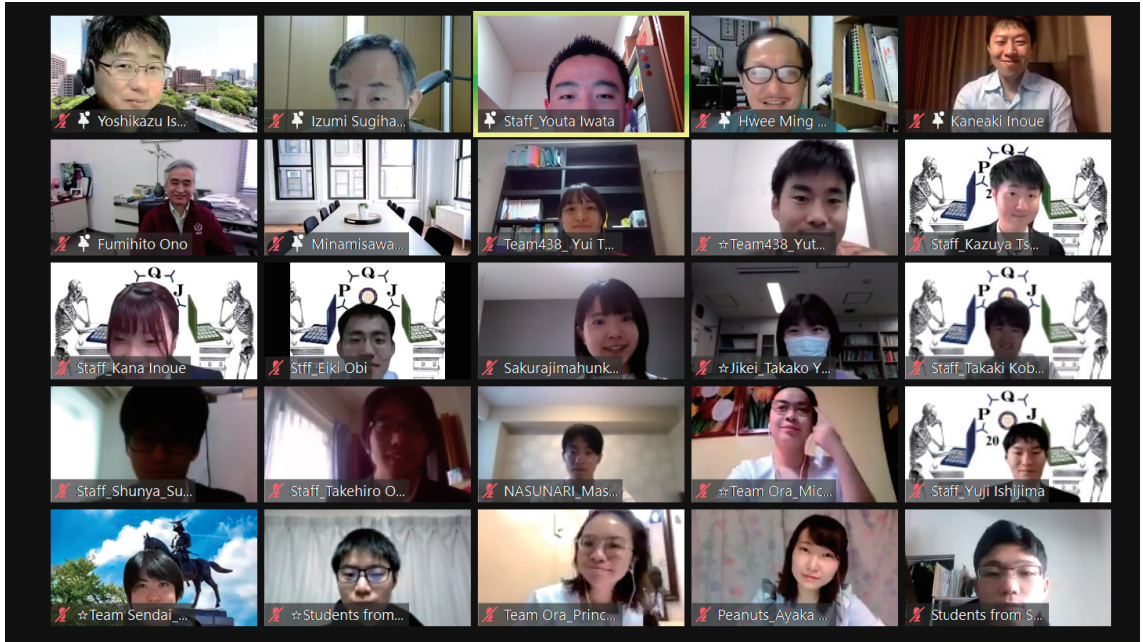 Yoshikazu Is...
Izumi Sugiha...
Staff_Youta Iwata
Hwee Ming ...
Kaneaki Inoue
Fumihito Ono
Minamisawa...
Team438_ Yui T...
☆Team438_Yut...
P Q J
2
Staff_Kazuya Ts...
P Q J
Staff_Kana Inoue
P Q J
Stff_Eiki Obi
Sakurajimahunk...
☆Jikei_Takako Y...
P Q J
Staff_Takaki Kob...
Staff_Shunya_Su...
Staff_Takehiro O...
NASUNARI_Mas...
☆Team Ora_Mic...
P Q J
20
Staff_Yuji Ishijima
☆Team Sendai_...
☆Students from...
Team Ora_Princ...
Peanuts_Ayaka ...
Students from S...